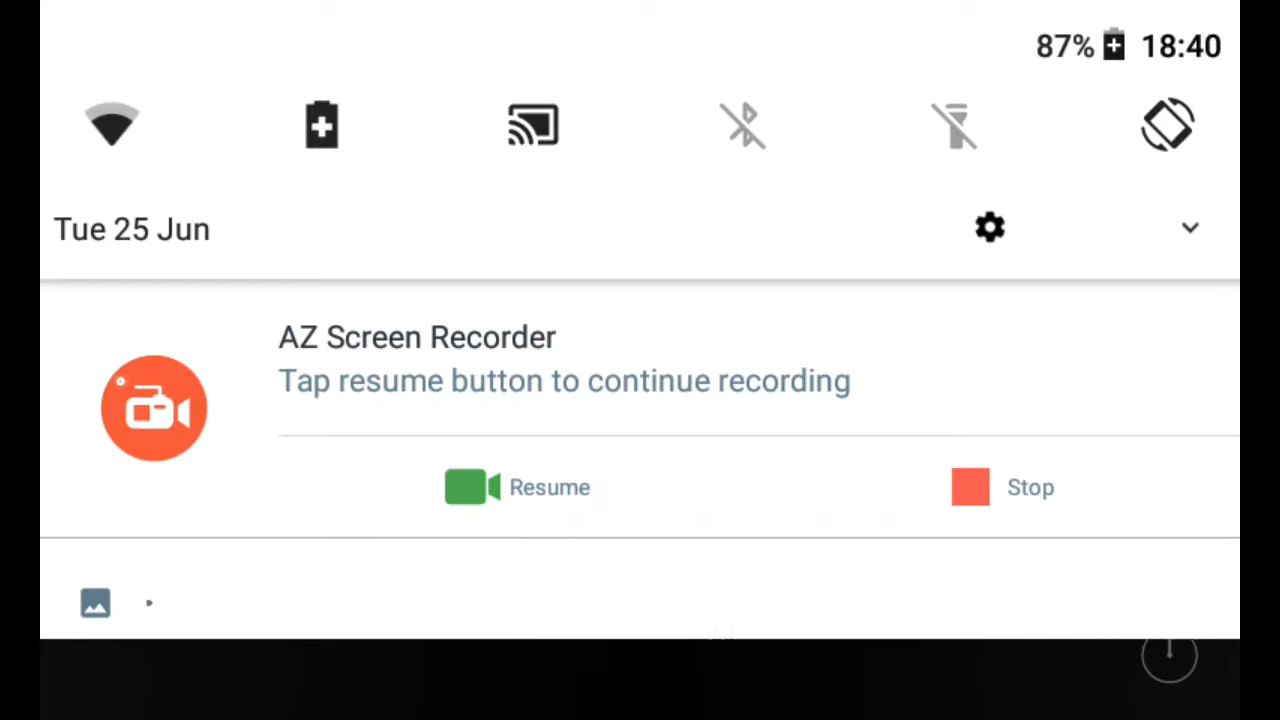 87% 18:40
Tue 25 Jun
AZ Screen Recorder
Tap resume button to continue recording
Resume Stop